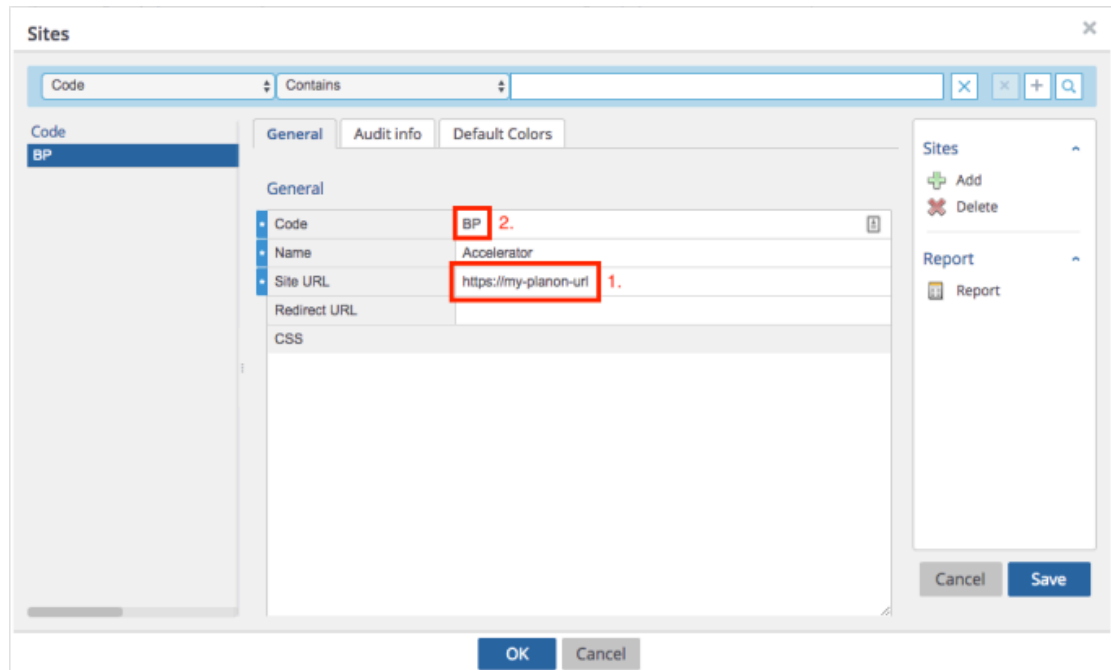 Sites
Code Contains
Code
BP
General Audit info Default Colors
General
Code BP 2.
Name Accelerator
Site URL https://my-planon-url 1.
Redirect URL
CSS
Sites
Add
Delete
Report
Report
Cancel Save
OK Cancel